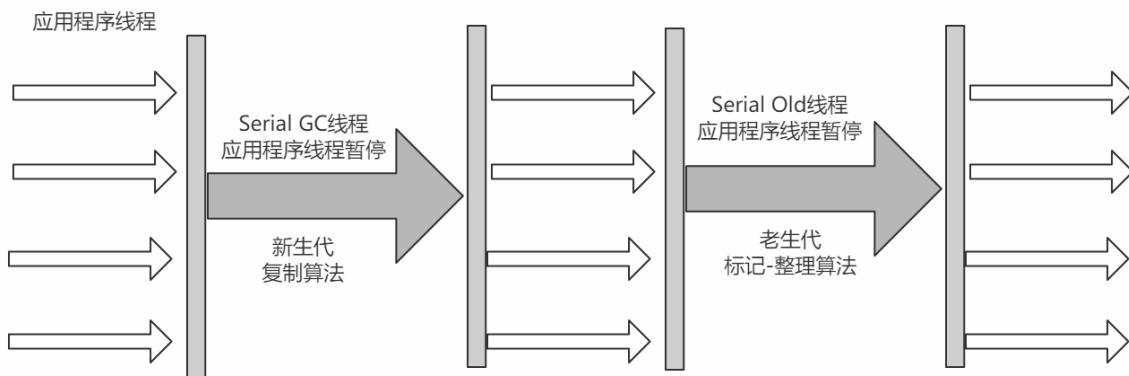 应用程序线程
Serial GC线程
应用程序线程暂停
新生代
复制算法
Serial Old线程
应用程序线程暂停
老生代
标记-整理算法